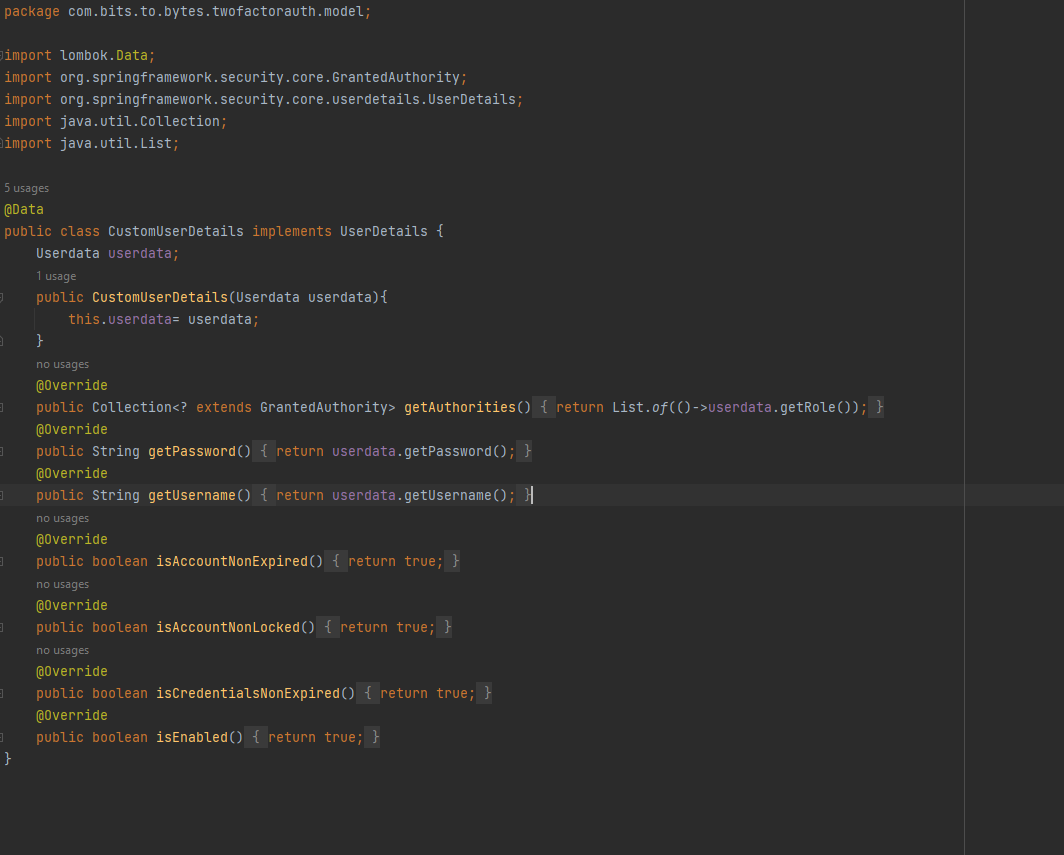 package com.bits.to.bytes.twofactorauth.model;
import lombok.Data;
import org.springframework.security.core.GrantedAuthority;
import org.springframework.security.core.userdetails.UserDetails;
import java.util.Collection;
import java.util.List;
5 usages
@Data
public class CustomUserDetails implements UserDetails {
Userdata userdata;
1 usage
public CustomUserDetails(Userdata userdata){
this.userdata= userdata;
}
no usages
@Override
public Collection<? extends GrantedAuthority> getAuthorities() { return List.of(()->userdata.getRole()); }
@Override
public String getPassword() { return userdata.getPassword(); }
@Override
public String getUsername() { return userdata.getUsername(); }
no usages
@Override
public boolean isAccountNonExpired() { return true; }
no usages
@Override
public boolean isAccountNonLocked() { return true; }
no usages
@Override
public boolean isCredentialsNonExpired() { return true; }
@Override
public boolean isEnabled() { return true; }
}